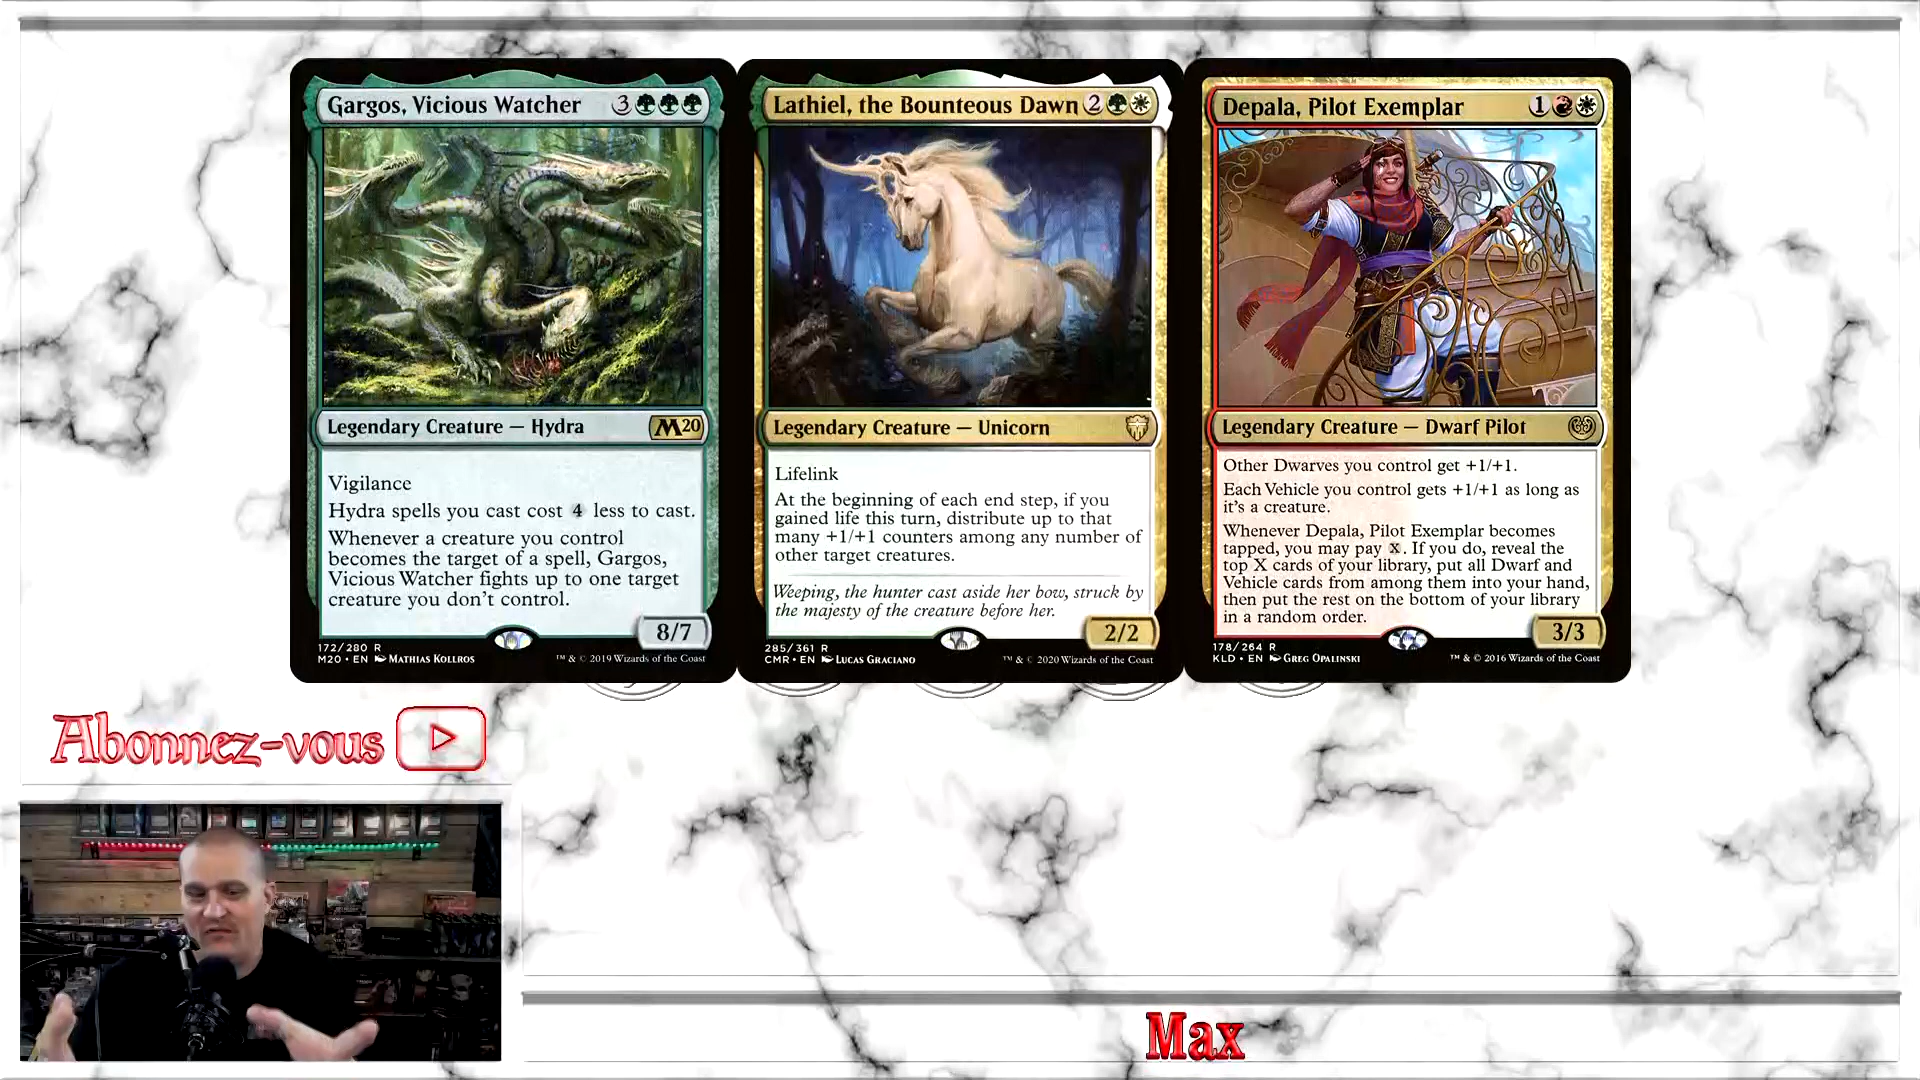 Gargos, Vicious Watcher 3
Legendary Creature — Hydra M20
Vigilance
Hydra spells you cast cost 4 less to cast.
Whenever a creature you control
becomes the target of a spell, Gargos,
Vicious Watcher fights up to one target
creature you don't control.
8/7
172/280 R
M20 • EN Mathias Kollros
™ & © 2019 Wizards of the Coast
Lathiel, the Bounteous Dawn 2
Legendary Creature — Unicorn
Lifelink
At the beginning of each end step, if you
gained life this turn, distribute up to that
many +1/+1 counters among any number of
other target creatures.
Weeping, the hunter cast aside her bow, struck by
the majesty of the creature before her.
2/2
285/361 R
CMR • EN Lucas Graciano
™ & © 2020 Wizards of the Coast
Depala, Pilot Exemplar 1
Legendary Creature — Dwarf Pilot
Other Dwarves you control get +1/+1.
Each Vehicle you control gets +1/+1 as long as
it's a creature.
Whenever Depala, Pilot Exemplar becomes
tapped, you may pay X. If you do, reveal the
top X cards of your library, put all Dwarf and
Vehicle cards from among them into your hand,
then put the rest on the bottom of your library
in a random order.
3/3
178/264 R
KLD • EN Greg Opalinski
™ & © 2016 Wizards of the Coast
Abonnez-vous
Max